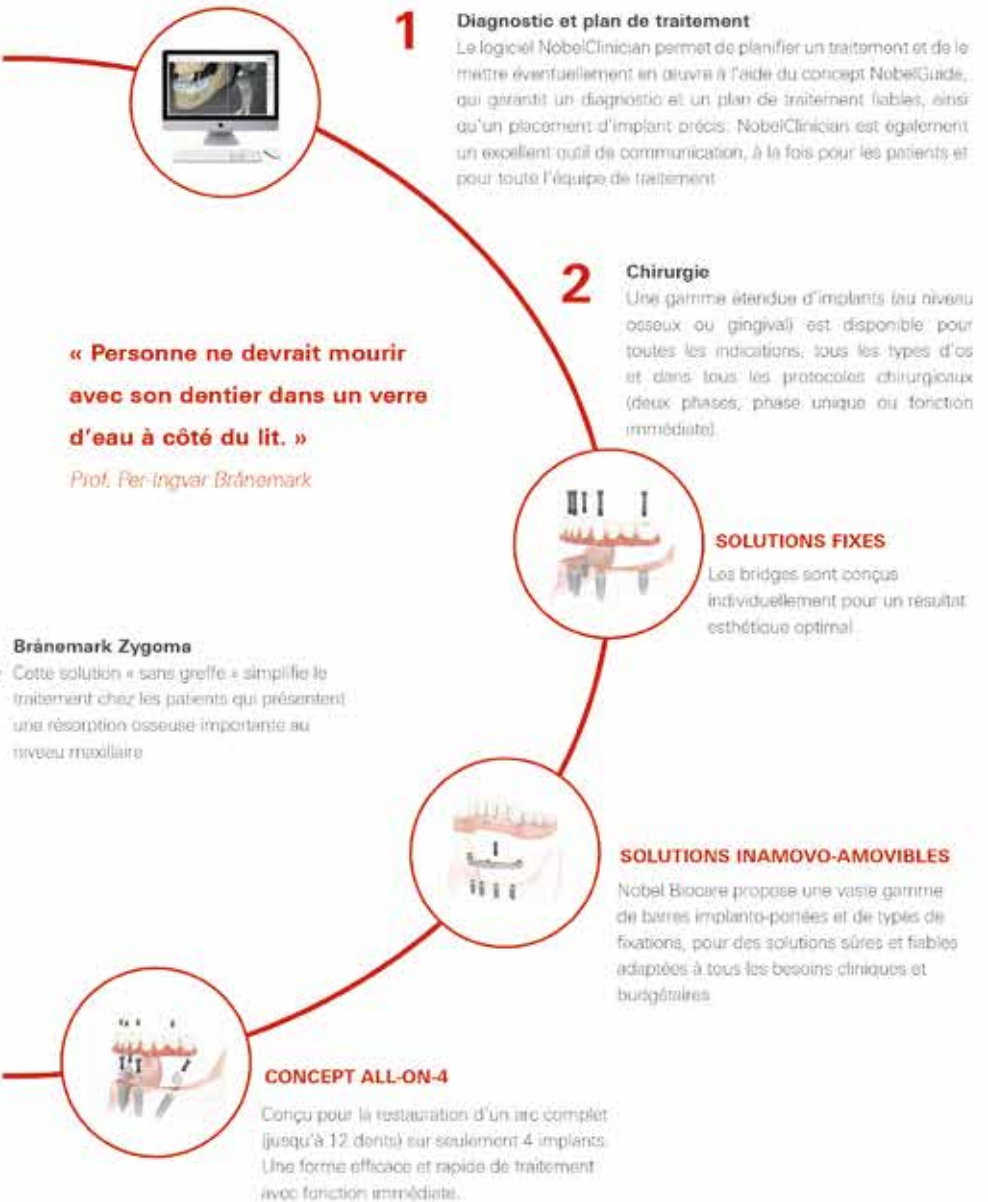 1
Diagnostic et plan de traitement
Le logiciel NobelClinician permet de planifier un traitement et de le
mettre éventuellement en œuvre à l'aide du concept NobelGuide,
qui garantit un diagnostic et un plan de traitement fiables, ainsi
qu'un placement d'implant précis. NobelClinician est également
un excellent outil de communication, à la fois pour les patients et
pour toute l'équipe de traitement
2
Chirurgie
Une gamme étendue d'implants (au niveau
osseux ou gingival) est disponible pour
toutes les indications, tous les types d'os
et dans tous les protocoles chirurgicaux
(deux phases, phase unique ou fonction
immédiate).
« Personne ne devrait mourir
avec son dentier dans un verre
d'eau à côté du lit. »
Prof. Per-Ingvar Brånemark
SOLUTIONS FIXES
Les bridges sont conçus
individuellement pour un résultat
esthétique optimal
Brånemark Zygoma
Cette solution « sans greffe » simplifie le
traitement chez les patients qui présentent
une résorption osseuse importante au
niveau maxillaire
SOLUTIONS INAMOVO-AMOVIBLES
Nobel Biocare propose une vaste gamme
de barres implanto-portées et de types de
fixations, pour des solutions sûres et fiables
adaptées à tous les besoins cliniques et
budgétaires
CONCEPT ALL-ON-4
Conçu pour la restauration d'un arc complet
(jusqu'à 12 dents) sur seulement 4 implants.
Une forme efficace et rapide de traitement
avec fonction immédiate.